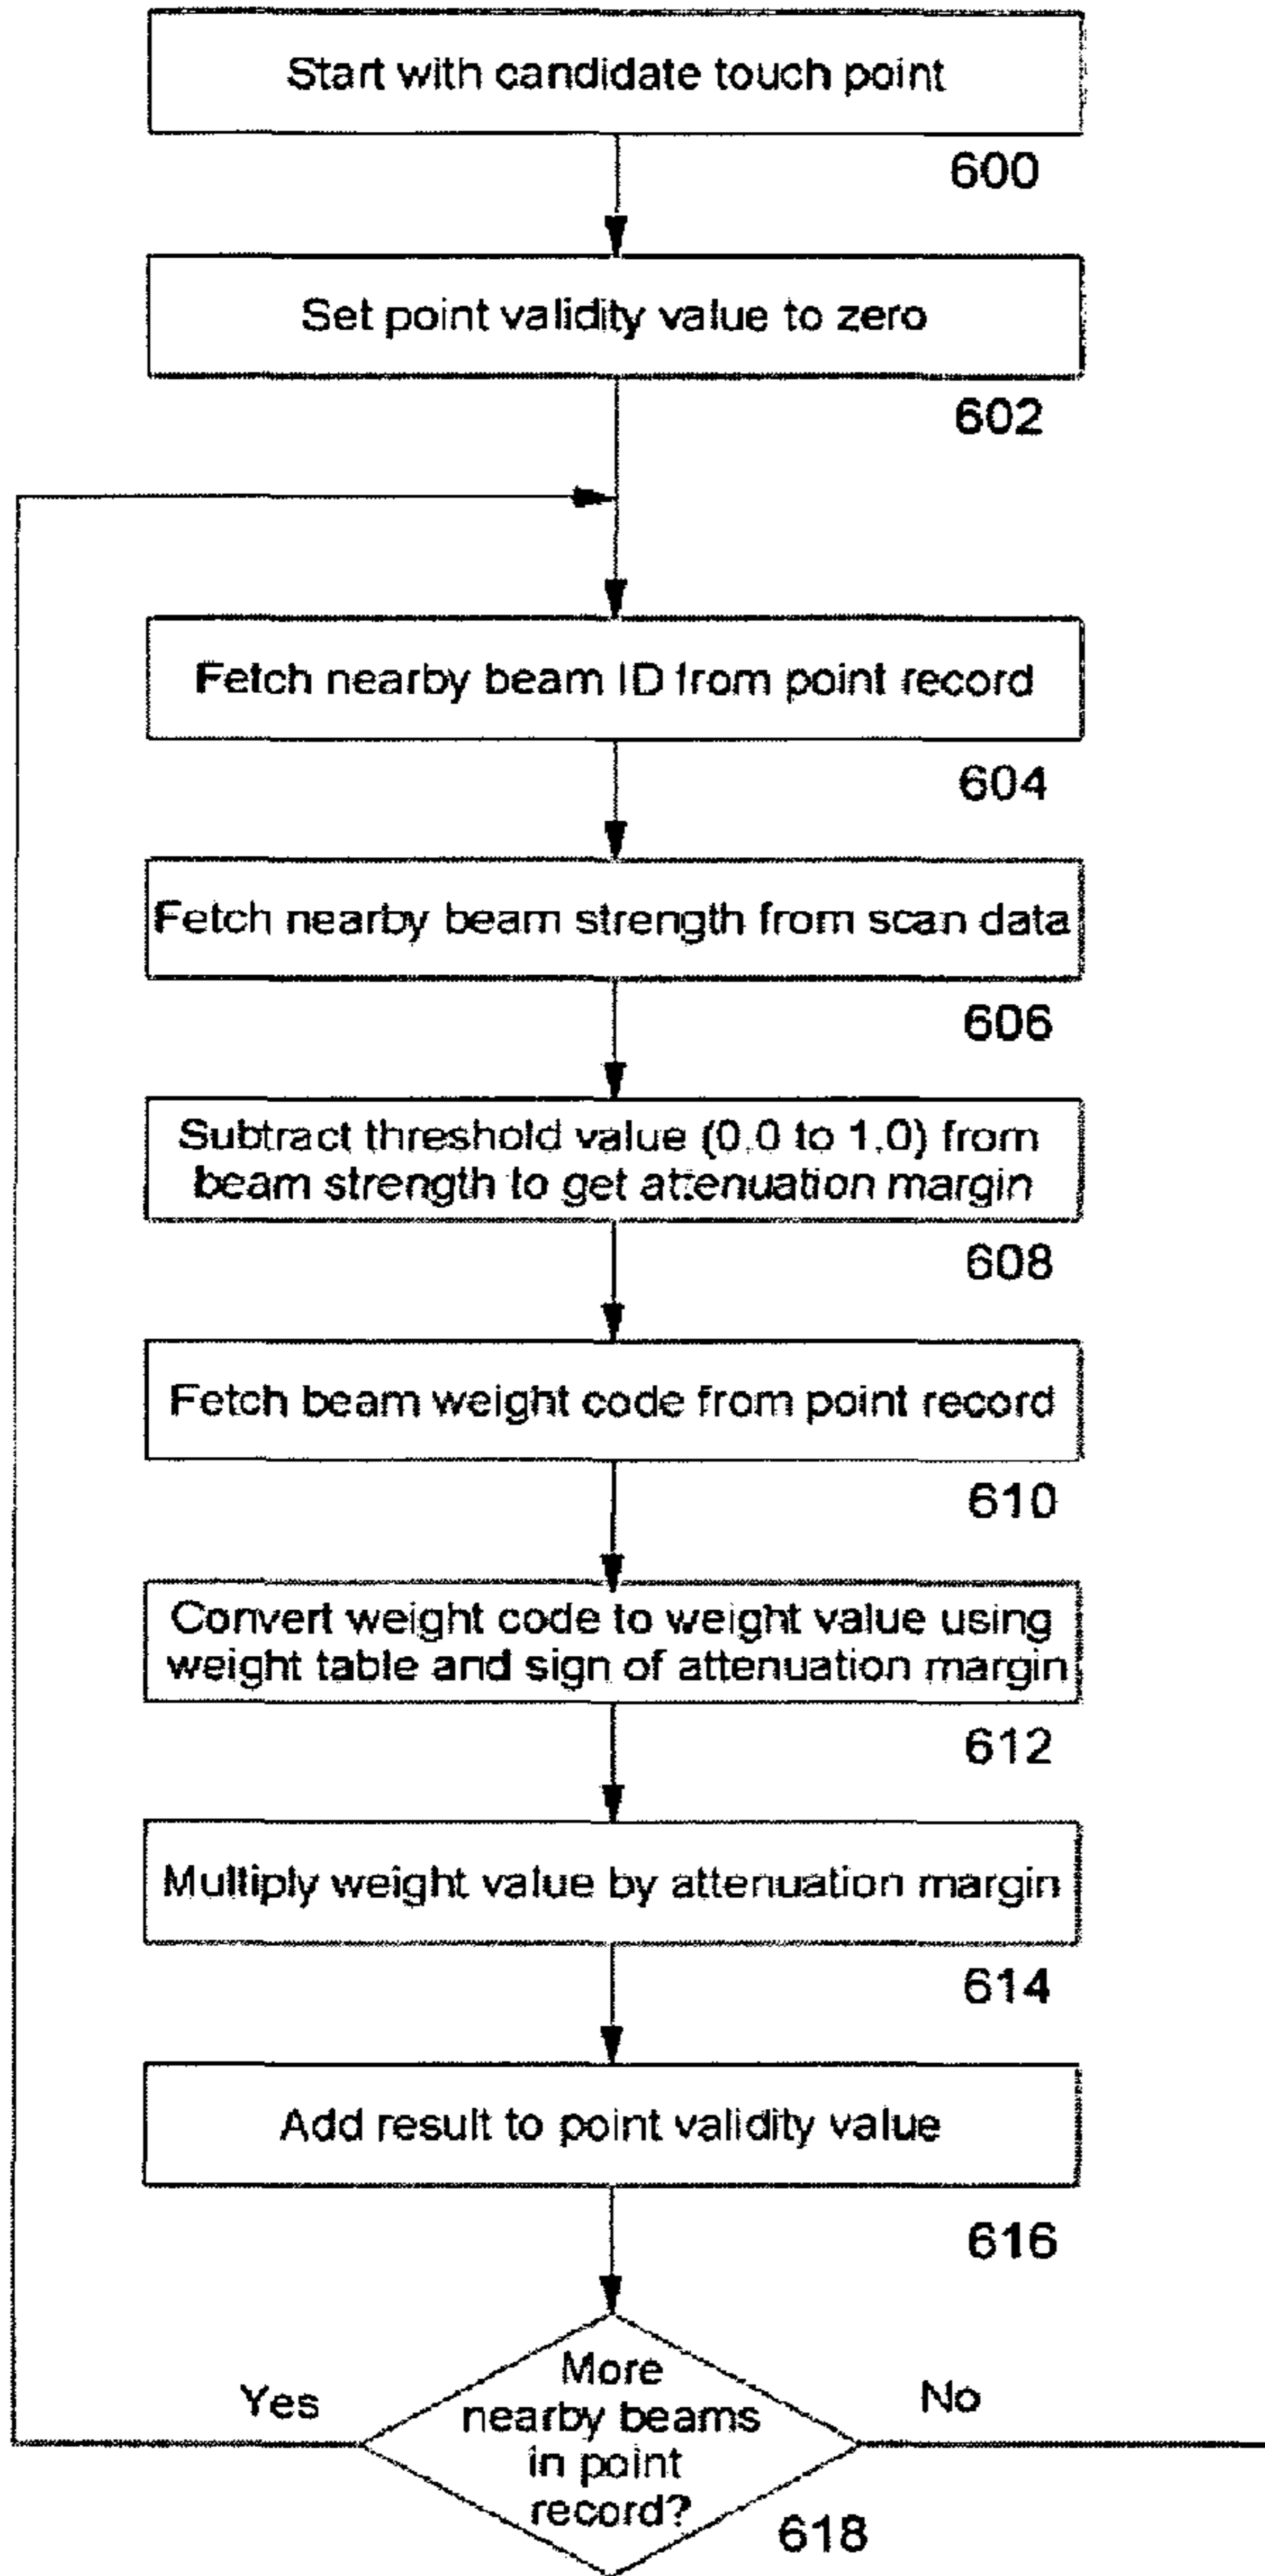 Start with candidate touch point
600
Set point validity value to zero
602
Fetch nearby beam ID from point record
604
Fetch nearby beam strength from scan data
606
Subtract threshold value (0.0 to 1.0) from
beam strength to get attenuation margin
608
Fetch beam weight code from point record
610
Convert weight code to weight value using
weight table and sign of attenuation margin
612
Multiply weight value by attenuation margin
614
Add result to point validity value
616
Yes
More
nearby beams
in point
record?
No
618